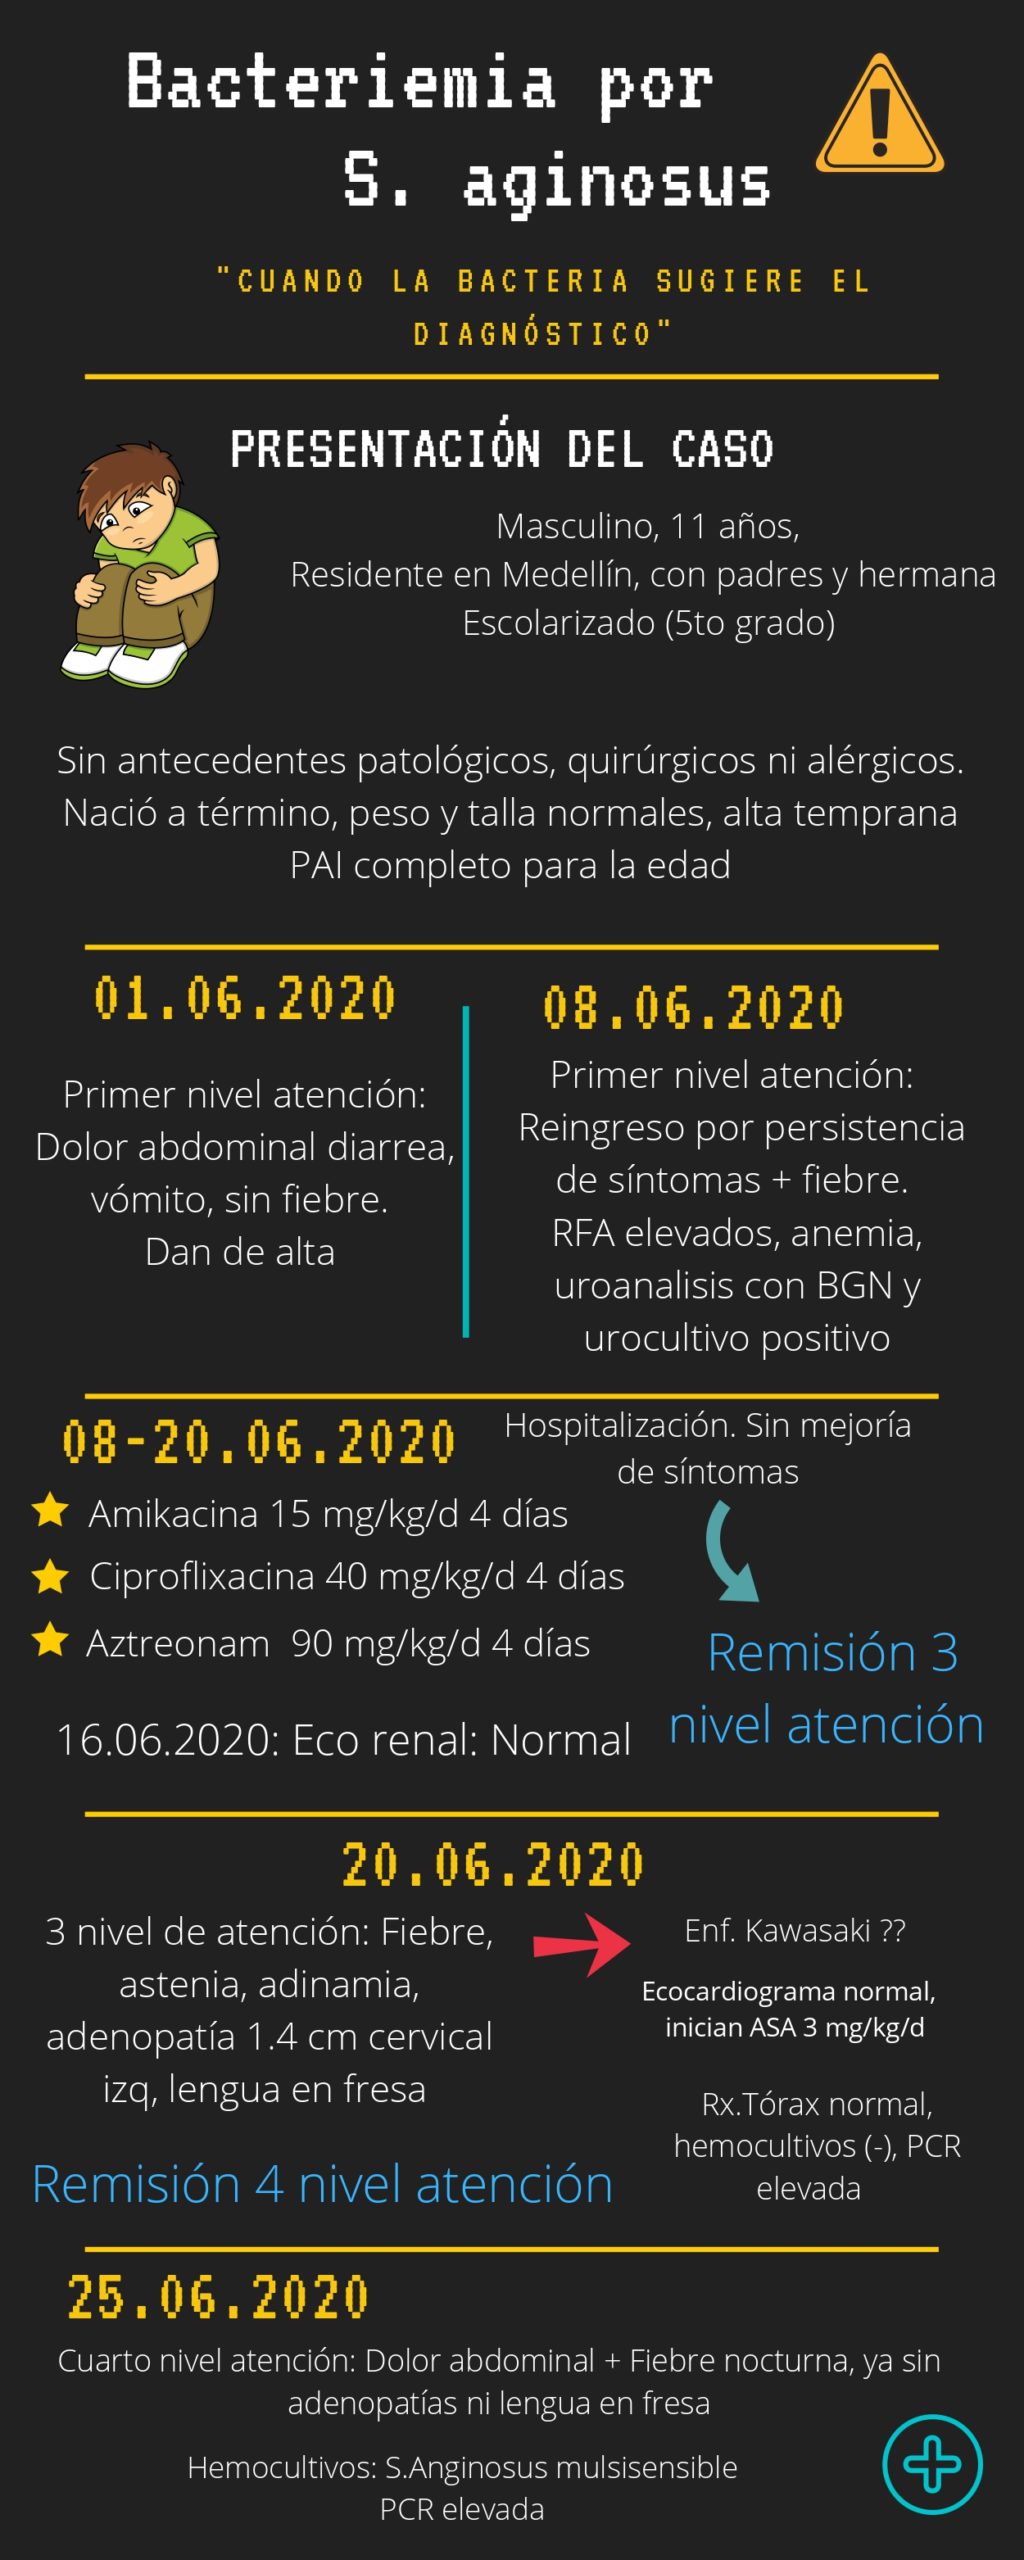 Bacteriemia por
S. aginosus
"CUANDO LA BACTERIA SUGIERE EL
DIAGNÓSTICO"
PRESENTACIÓN DEL CASO
Masculino, 11 años,
Residente en Medellín, con padres y hermana
Escolarizado (5to grado)
Sin antecedentes patológicos, quirúrgicos ni alérgicos.
Nació a término, peso y talla normales, alta temprana
PAI completo para la edad
01.06.2020
Primer nivel atención:
Dolor abdominal diarrea,
vómito, sin fiebre.
Dan de alta
08.06.2020
Primer nivel atención:
Reingreso por persistencia
de síntomas + fiebre.
RFA elevados, anemia,
uroanalisis con BGN y
urocultivo positivo
08-20.06.2020
Hospitalización. Sin mejoría
de síntomas
Amikacina 15 mg/kg/d 4 días
Ciproflixacina 40 mg/kg/d 4 días
Aztreonam 90 mg/kg/d 4 días
Remisión 3
nivel atención
16.06.2020: Eco renal: Normal
20.06.2020
3 nivel de atención: Fiebre,
astenia, adinamia,
adenopatía 1.4 cm cervical
izq, lengua en fresa
Enf. Kawasaki ??
Ecocardiograma normal,
inician ASA 3 mg/kg/d
Rx.Tórax normal,
hemocultivos (-), PCR
elevada
Remisión 4 nivel atención
25.06.2020
Cuarto nivel atención: Dolor abdominal + Fiebre nocturna, ya sin
adenopatías ni lengua en fresa
Hemocultivos: S.Anginosus mulsisensible
PCR elevada